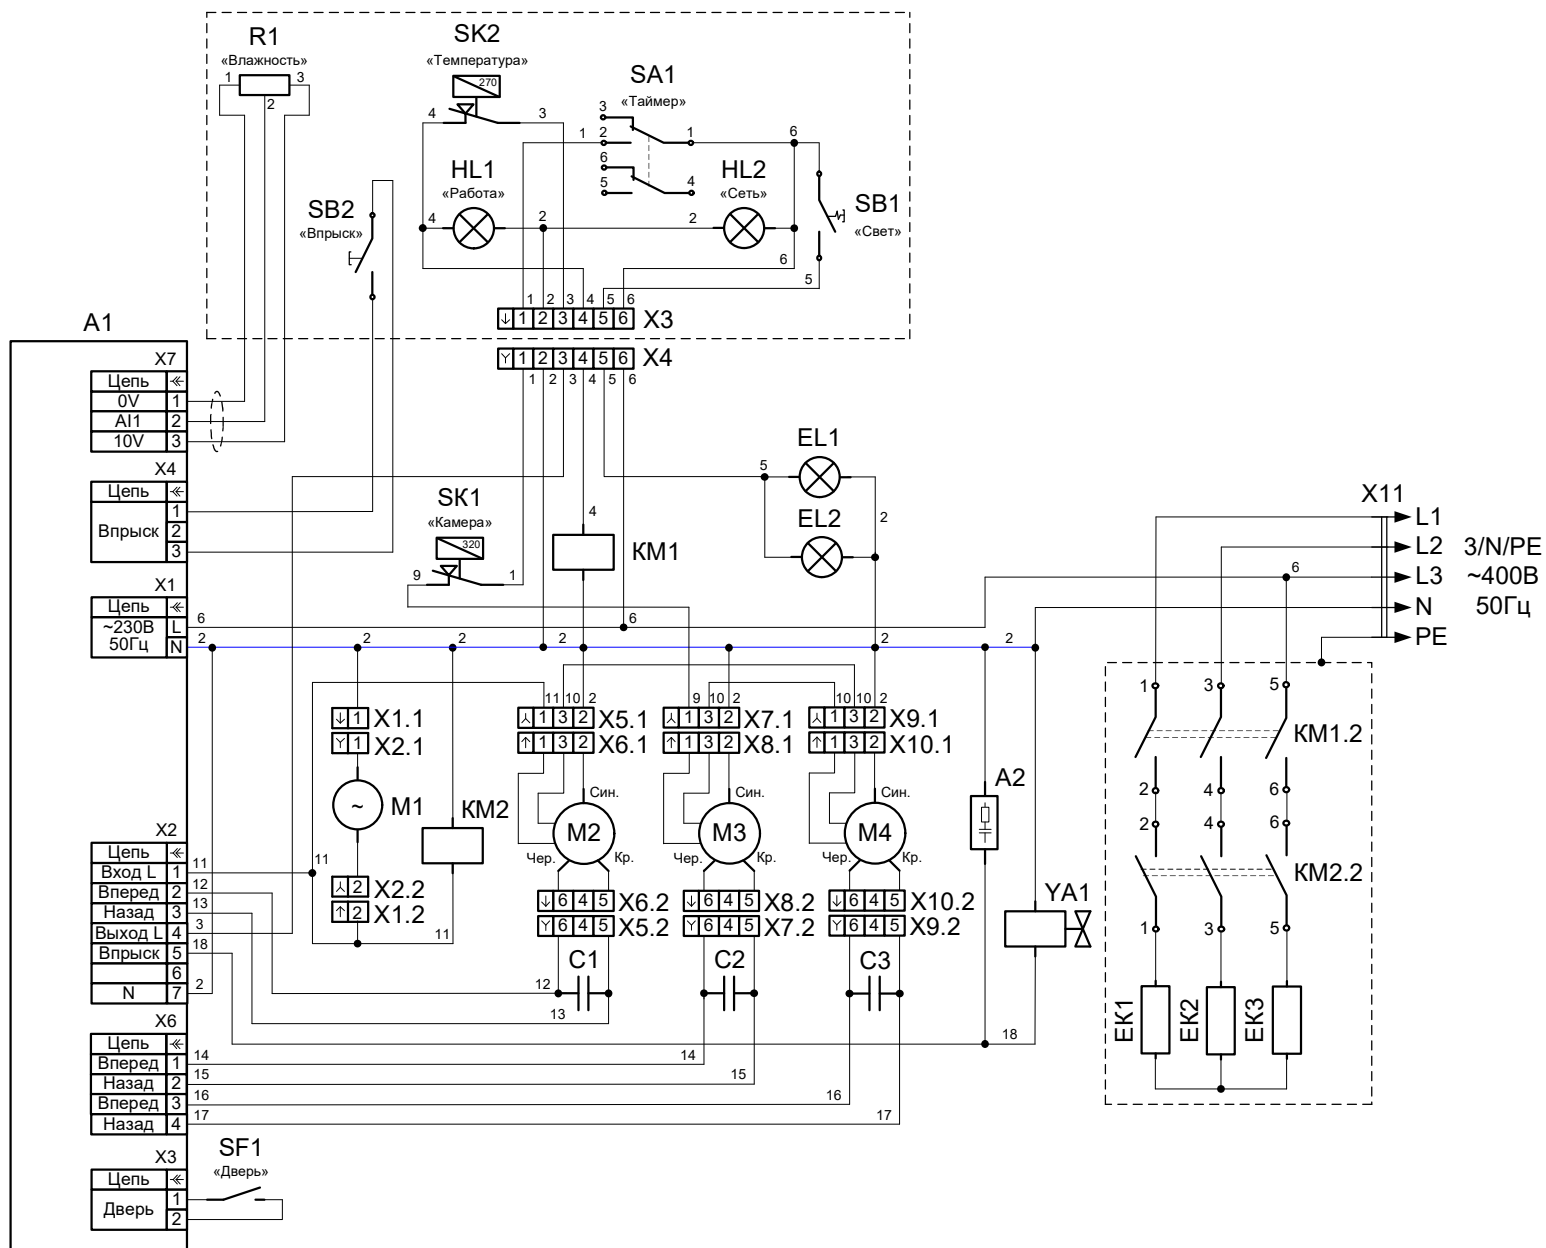 R1
«Влажность»
1
3
2
SK2
«Температура»
270
4
3
SA1
«Таймер»
3
1
2
1
6
6
5
4
HL1
«Работа»
4
2
HL2
«Сеть»
2
SB1
«Свет»
SB2
«Впрыск»
6
5
1 2 3 4 5 6
1 2 3 4 5 6 X3
1 2 3 4 5 6 X4
1 2 3 4 5 6
A1
X7
Цепь
0V 1
AI1 2
10V 3
X4
Цепь
Впрыск
1
2
3
X1
Цепь
~230В
50Гц
L
N
6
2
SK1
«Камера»
320
9
1
4
KM1
EL1
5
EL2
2
6
X11
L1
L2
L3
N
PE
3/N/PE
~400В
50Гц
6
2 2 2 2 2
11 10 2
9 10 2
10 10 2
1 X1.1
1 X2.1
1 3 2 X5.1
1 3 2 X6.1
1 3 2 X7.1
1 3 2 X8.1
1 3 2 X9.1
1 3 2 X10.1
~
M1
KM2
Син.
M2
Чер.
Кр.
Син.
M3
Чер.
Кр.
Син.
M4
Чер.
Кр.
A2
YA1
2 X2.2
2 X1.2
6 4 5 X6.2
6 4 5 X5.2
6 4 5 X8.2
6 4 5 X7.2
6 4 5 X10.2
6 4 5 X9.2
C1
C2
C3
11
11
12
13
14
15
16
17
18
X2
Цепь
Вход L 1 11
Вперед 2 12
Назад 3 13
Выход L 4 3
Впрыск 5 18
6
N 7 2
X6
Цепь
Вперед 1 14
Назад 2 15
Вперед 3 16
Назад 4 17
X3
Цепь
Дверь
1
2
SF1
«Дверь»
1 3 5
KM1.2
2 4 6
2 4 6
KM2.2
1 3 5
EK1
EK2
EK3